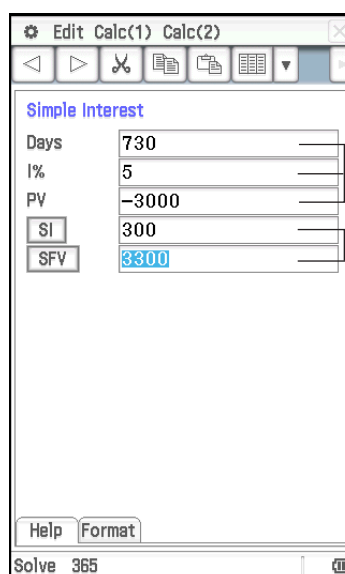 Edit Calc(1) Calc(2)
Simple Interest
Days 730
I% 5
PV −3000
SI 300
SFV 3300
Help Format
Solve 365